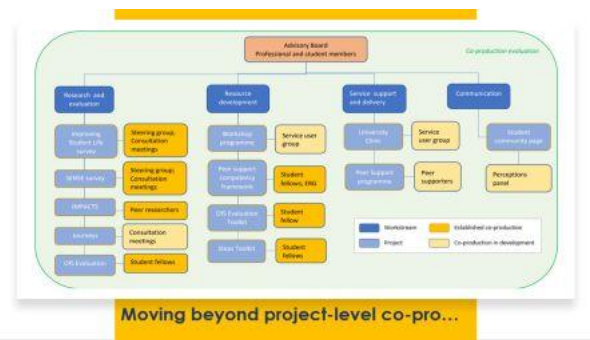 Advisory Board
Professional and student members
Co-production evaluation
Research and
evaluation
Resource
development
Service support
and delivery
Communication
Improving
Student Life
survey
Steering group,
Consultation
meetings
Workshop
programme
Service user
group
University
Clinic
Service
user group
Student
community page
SENSE survey
Steering group,
Consultation
meetings
Peer support
competency
framework
Student
fellows, ERG
Peer Support
programme
Peer
supporters
Perceptions
panel
IMPACTS
Peer researchers
OfS Evaluation
Toolkit
Student
fellow
Journeys
Consultation
meetings
Steps Toolkit
Student
fellows
OfS Evaluation
Student fellows
Workstream
Established co-production
Project
Co-production in development
Moving beyond project-level co-pro...